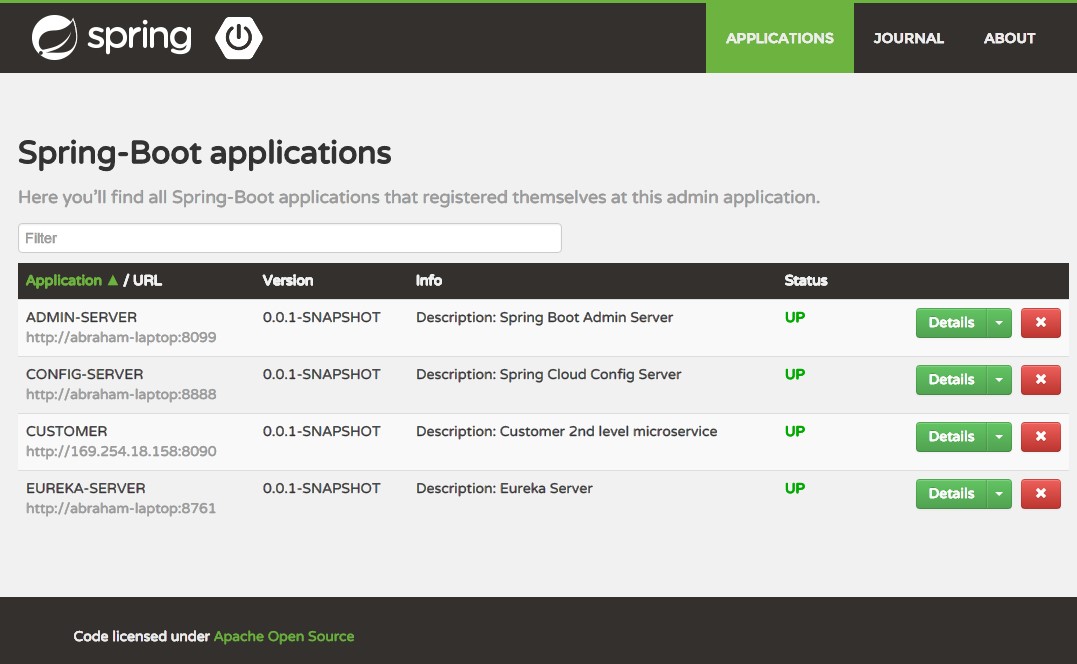 spring
APPLICATIONS JOURNAL ABOUT
Spring-Boot applications
Here you'll find all Spring-Boot applications that registered themselves at this admin application.
Filter
Application ▲ / URL Version Info Status
ADMIN-SERVER 0.0.1-SNAPSHOT Description: Spring Boot Admin Server UP Details
http://abraham-laptop:8099
CONFIG-SERVER 0.0.1-SNAPSHOT Description: Spring Cloud Config Server UP Details
http://abraham-laptop:8888
CUSTOMER 0.0.1-SNAPSHOT Description: Customer 2nd level microservice UP Details
http://169.254.18.158:8090
EUREKA-SERVER 0.0.1-SNAPSHOT Description: Eureka Server UP Details
http://abraham-laptop:8761
Code licensed under Apache Open Source